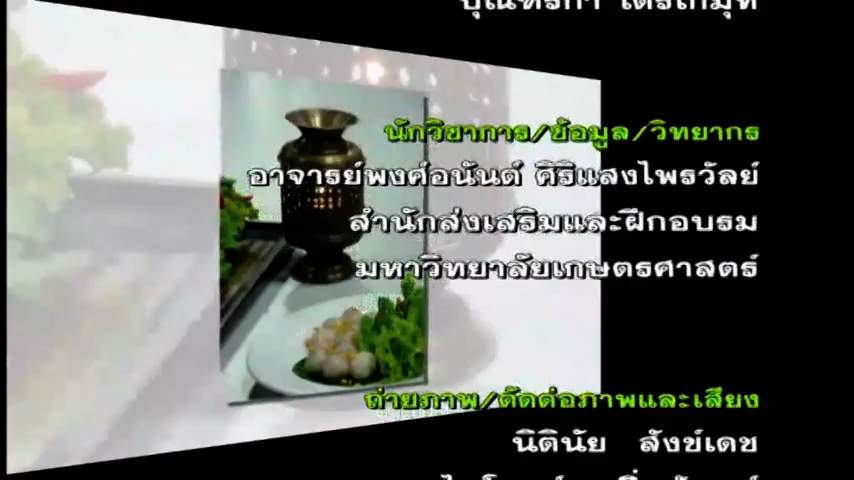 นักวิชาการ/ข้อมูล/วิทยากร
อาจารย์พงศ์อนันต์ ศิริแสงไพรวัลย์
สำนักส่งเสริมและฝึกอบรม
มหาวิทยาลัยเกษตรศาสตร์
ถ่ายภาพ/ตัดต่อภาพและเสียง
นิตินัย สังข์เดช